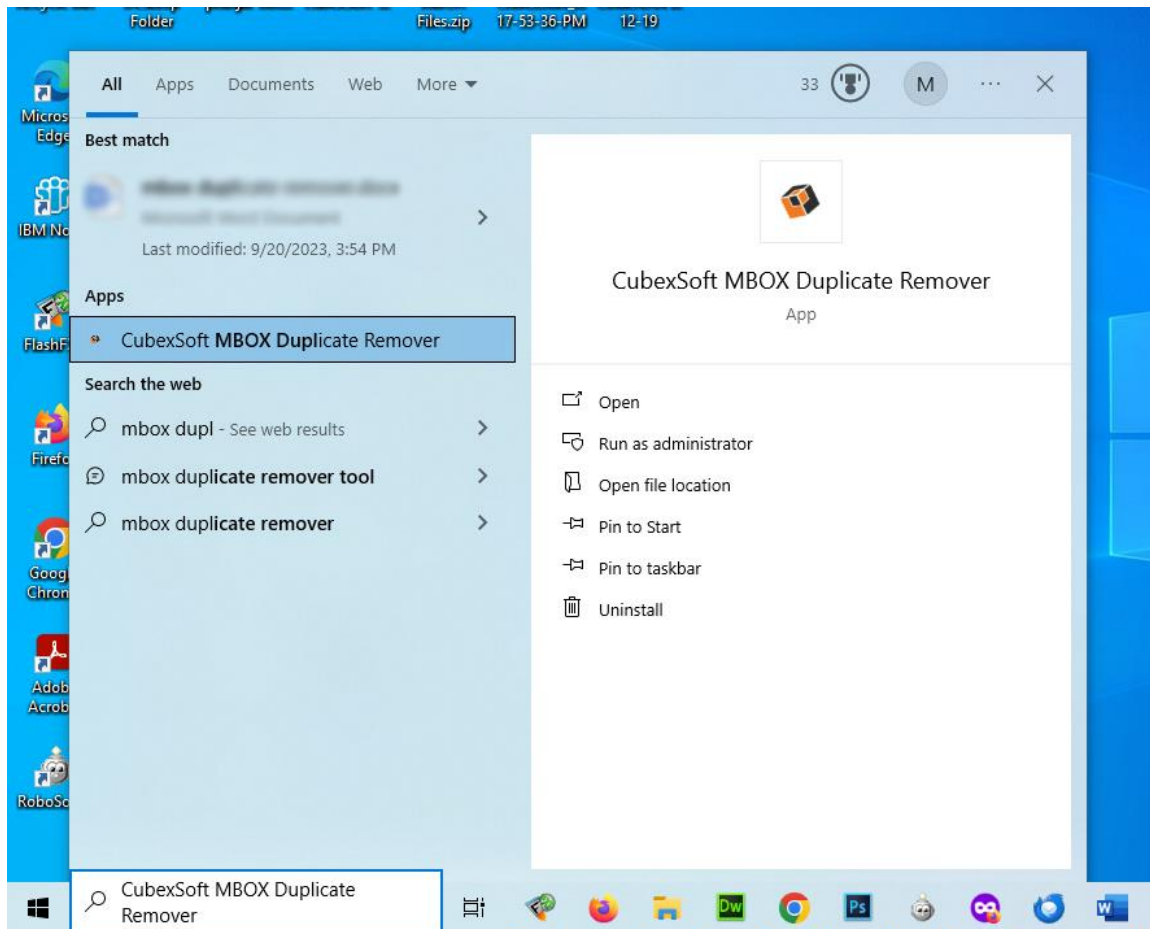 Folder
Files.zip
17-53-36-PM
12-19
All Apps Documents Web More
33
M
Micros
Edge
Best match
Last modified: 9/20/2023, 3:54 PM
IBM No
CubexSoft MBOX Duplicate Remover
App
Apps
FlashF
CubexSoft MBOX Duplicate Remover
Search the web
mbox dupl - See web results
Firefo
mbox duplicate remover tool
mbox duplicate remover
Googl
Chron
Adob
Acrob
RoboSo
Open
Run as administrator
Open file location
Pin to Start
Pin to taskbar
Uninstall
CubexSoft MBOX Duplicate
Remover
Dw
Ps
W